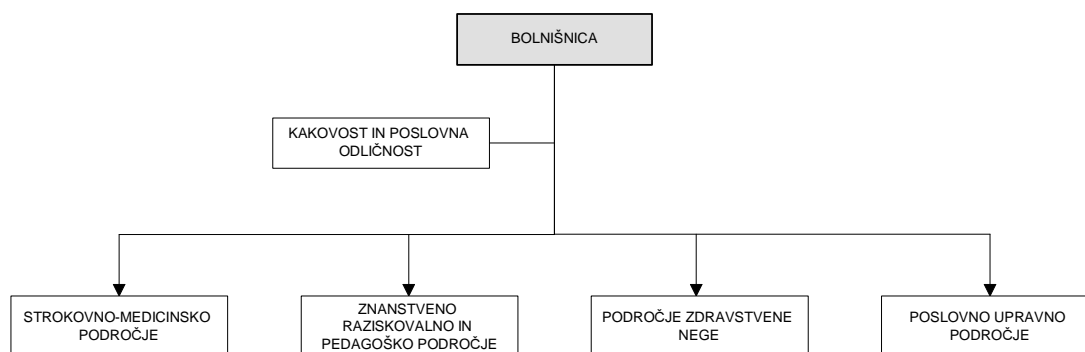 BOLNIŠNICA
KAKOVOST IN POSLOVNA
ODLIČNOST
STROKOVNO-MEDICINSKO
PODROČJE
ZNANSTVENO
RAZISKOVALNO IN
PEDAGOŠKO PODROČJE
PODROČJE ZDRAVSTVENE
NEGE
POSLOVNO UPRAVNO
PODROČJE